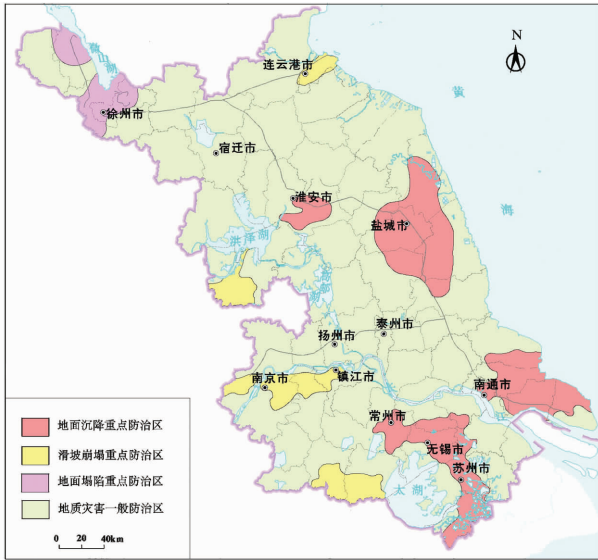 微山湖
连云港市
N
徐州市
黄
海
宿迁市
淮安市
盐城市
洪泽湖
泰州市
扬州市
镇江市
南京市
南通市
常州市
无锡市
苏州市
太湖
地面沉降重点防治区
滑坡崩塌重点防治区
地面塌陷重点防治区
地质灾害一般防治区
0 20 40km